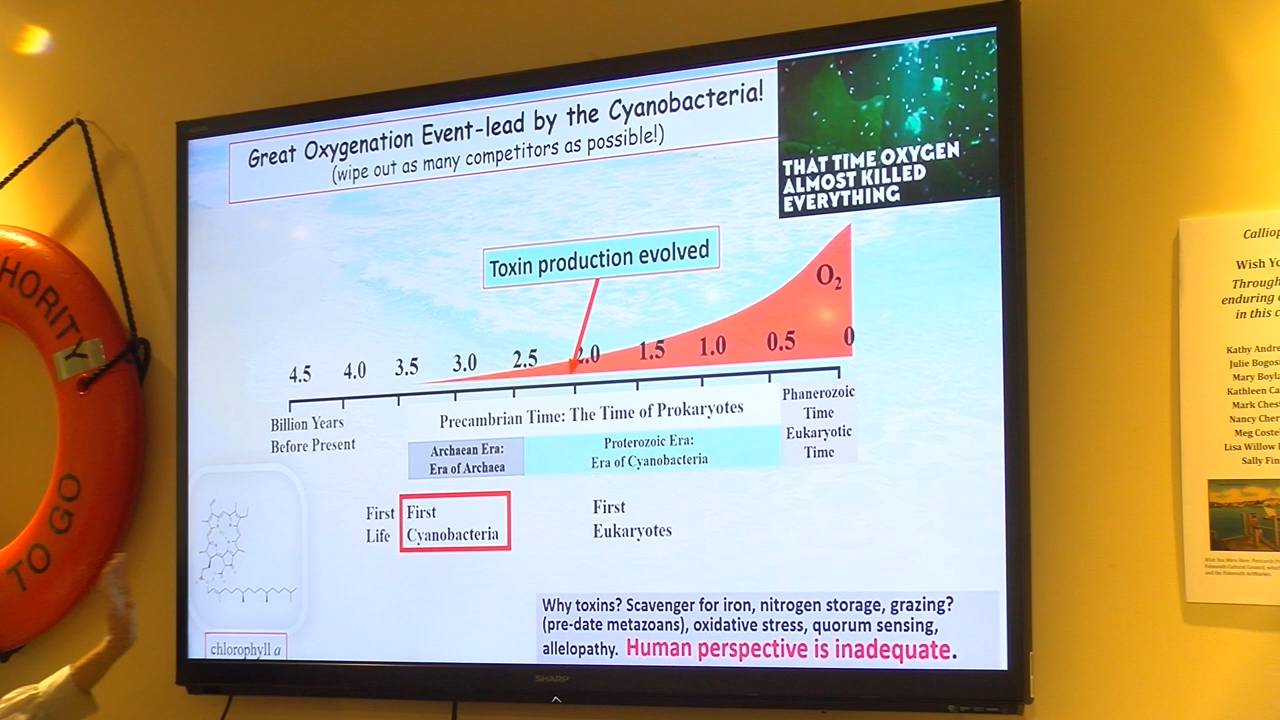 Great Oxygenation Event-lead by the Cyanobacteria!
(wipe out as many competitors as possible!)
THAT TIME OXYGEN
ALMOST KILLED
EVERYTHING
Toxin production evolved
O2
4.5 4.0 3.5 3.0 2.5 2.0 1.5 1.0 0.5 0
Billion Years
Before Present
Precambrian Time: The Time of Prokaryotes
Phanerozoic
Time
Eukaryotic
Time
Archaean Era:
Era of Archaea
Proterozoic Era:
Era of Cyanobacteria
First
Life
First
Cyanobacteria
First
Eukaryotes
chlorophyll a
Why toxins? Scavenger for iron, nitrogen storage, grazing?
(pre-date metazoans), oxidative stress, quorum sensing,
allelopathy. Human perspective is inadequate.
SHARP
HORITY
TO GO
Calliop
Wish Yo
Through
enduring
in this c
Kathy Andre
Julie Bogos
Mary Boyla
Kathleen Ca
Mark Chest
Nancy Cher
Meg Coste
Lisa Willow
Sally Fin